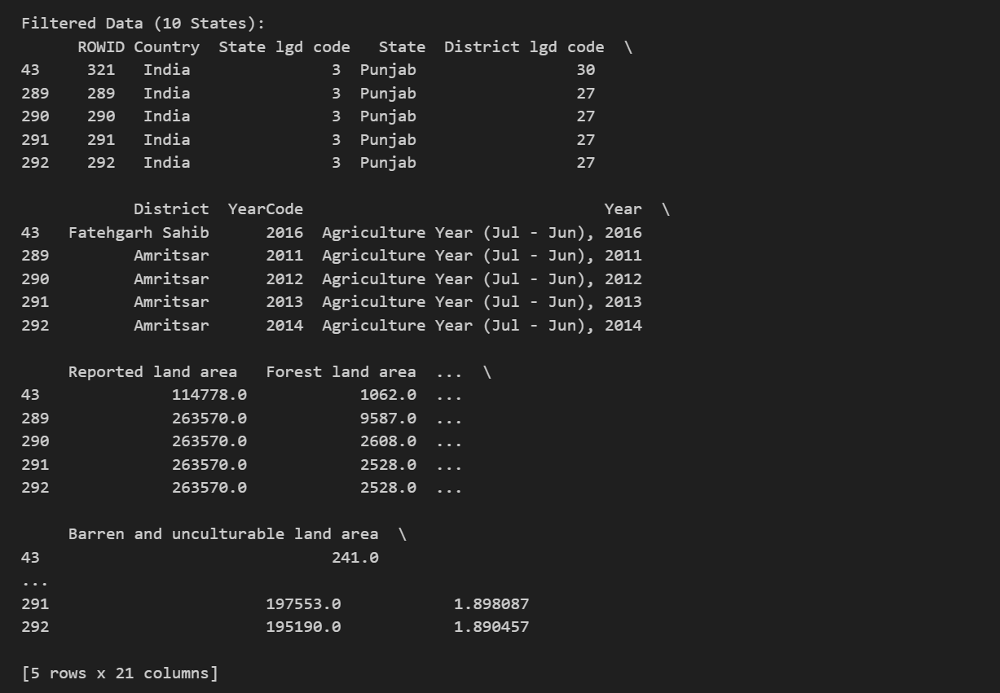 Filtered Data (10 States):
      ROWID Country  State lgd code   State  District lgd code  \
43     321   India               3  Punjab                 30
289    289   India               3  Punjab                 27
290    290   India               3  Punjab                 27
291    291   India               3  Punjab                 27
292    292   India               3  Punjab                 27
            District  YearCode                                Year  \
43   Fatehgarh Sahib      2016  Agriculture Year (Jul - Jun), 2016
289         Amritsar      2011  Agriculture Year (Jul - Jun), 2011
290         Amritsar      2012  Agriculture Year (Jul - Jun), 2012
291         Amritsar      2013  Agriculture Year (Jul - Jun), 2013
292         Amritsar      2014  Agriculture Year (Jul - Jun), 2014
     Reported land area   Forest land area  ...  \
43              114778.0            1062.0  ...
289             263570.0            9587.0  ...
290             263570.0            2608.0  ...
291             263570.0            2528.0  ...
292             263570.0            2528.0  ...
     Barren and unculturable land area  \
43                               241.0
...
291                       197553.0            1.898087
292                       195190.0            1.890457
[5 rows x 21 columns]